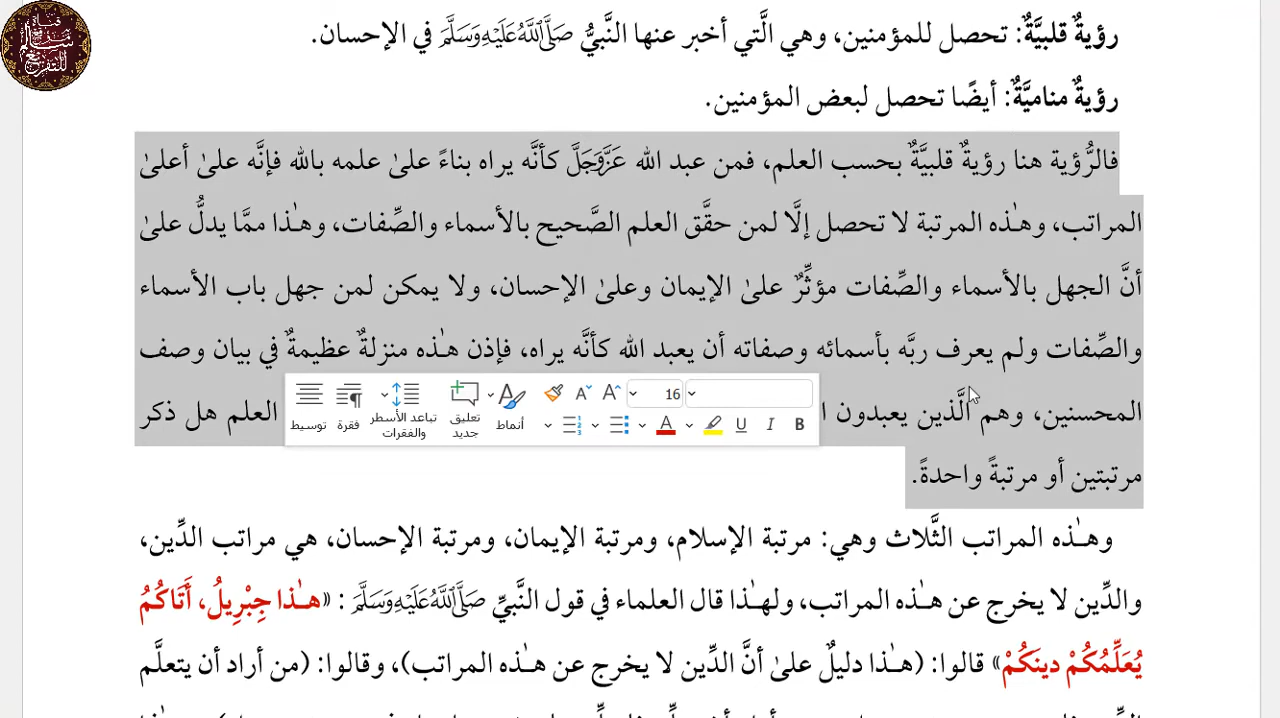 قناة
سالم
للتفريغ
رؤيةٌ قلبيَّةٌ: تحصل للمؤمنين، وهي الَّتي أخبر عنها النَّبيُّ صَلَّى اللَّهُ عَلَيْهِ وَسَلَّمَ في الإحسان.
رؤيةٌ مناميَّةٌ: أيضًا تحصل لبعض المؤمنين.
فالرُّؤية هنا رؤيةٌ قلبيَّةٌ بحسب العلم، فمن عبد الله عَزَّوَجَلَّ كأنَّه يراه بناءً علىٰ علمه بالله فإنَّه علىٰ أعلىٰ
المراتب، وهـٰذه المرتبة لا تحصل إلَّا لمن حقَّق العلم الصَّحيح بالأسماء والصِّفات، وهـٰذا ممَّا يدلُّ علىٰ
أنَّ الجهل بالأسماء والصِّفات مؤثِّرٌ علىٰ الإيمان وعلىٰ الإحسان، ولا يمكن لمن جهل باب الأسماء
والصِّفات ولم يعرف ربَّه بأسمائه وصفاته أن يعبد الله كأنَّه يراه، فإذن هـٰذه منزلةٌ عظيمةٌ في بيان وصف
المحسنين، وهم الَّذين يعبدون العلم هل ذكر
16
B I U A أنماط تعليق جديد تباعد الأسطر والفقرات فقرة توسيط
مرتبتين أو مرتبةً واحدةً.
وهـٰذه المراتب الثَّلاث وهي: مرتبة الإسلام، ومرتبة الإيمان، ومرتبة الإحسان، هي مراتب الدِّين،
والدِّين لا يخرج عن هـٰذه المراتب، ولهـٰذا قال العلماء في قول النَّبيِّ صَلَّى اللَّهُ عَلَيْهِ وَسَلَّمَ : «هـٰذا جِبْرِيلُ، أَتَاكُمُ
يُعَلِّمُكُمْ دينَكُمْ» قالوا: (هـٰذا دليلٌ علىٰ أنَّ الدِّين لا يخرج عن هـٰذه المراتب)، وقالوا: (من أراد أن يتعلَّم